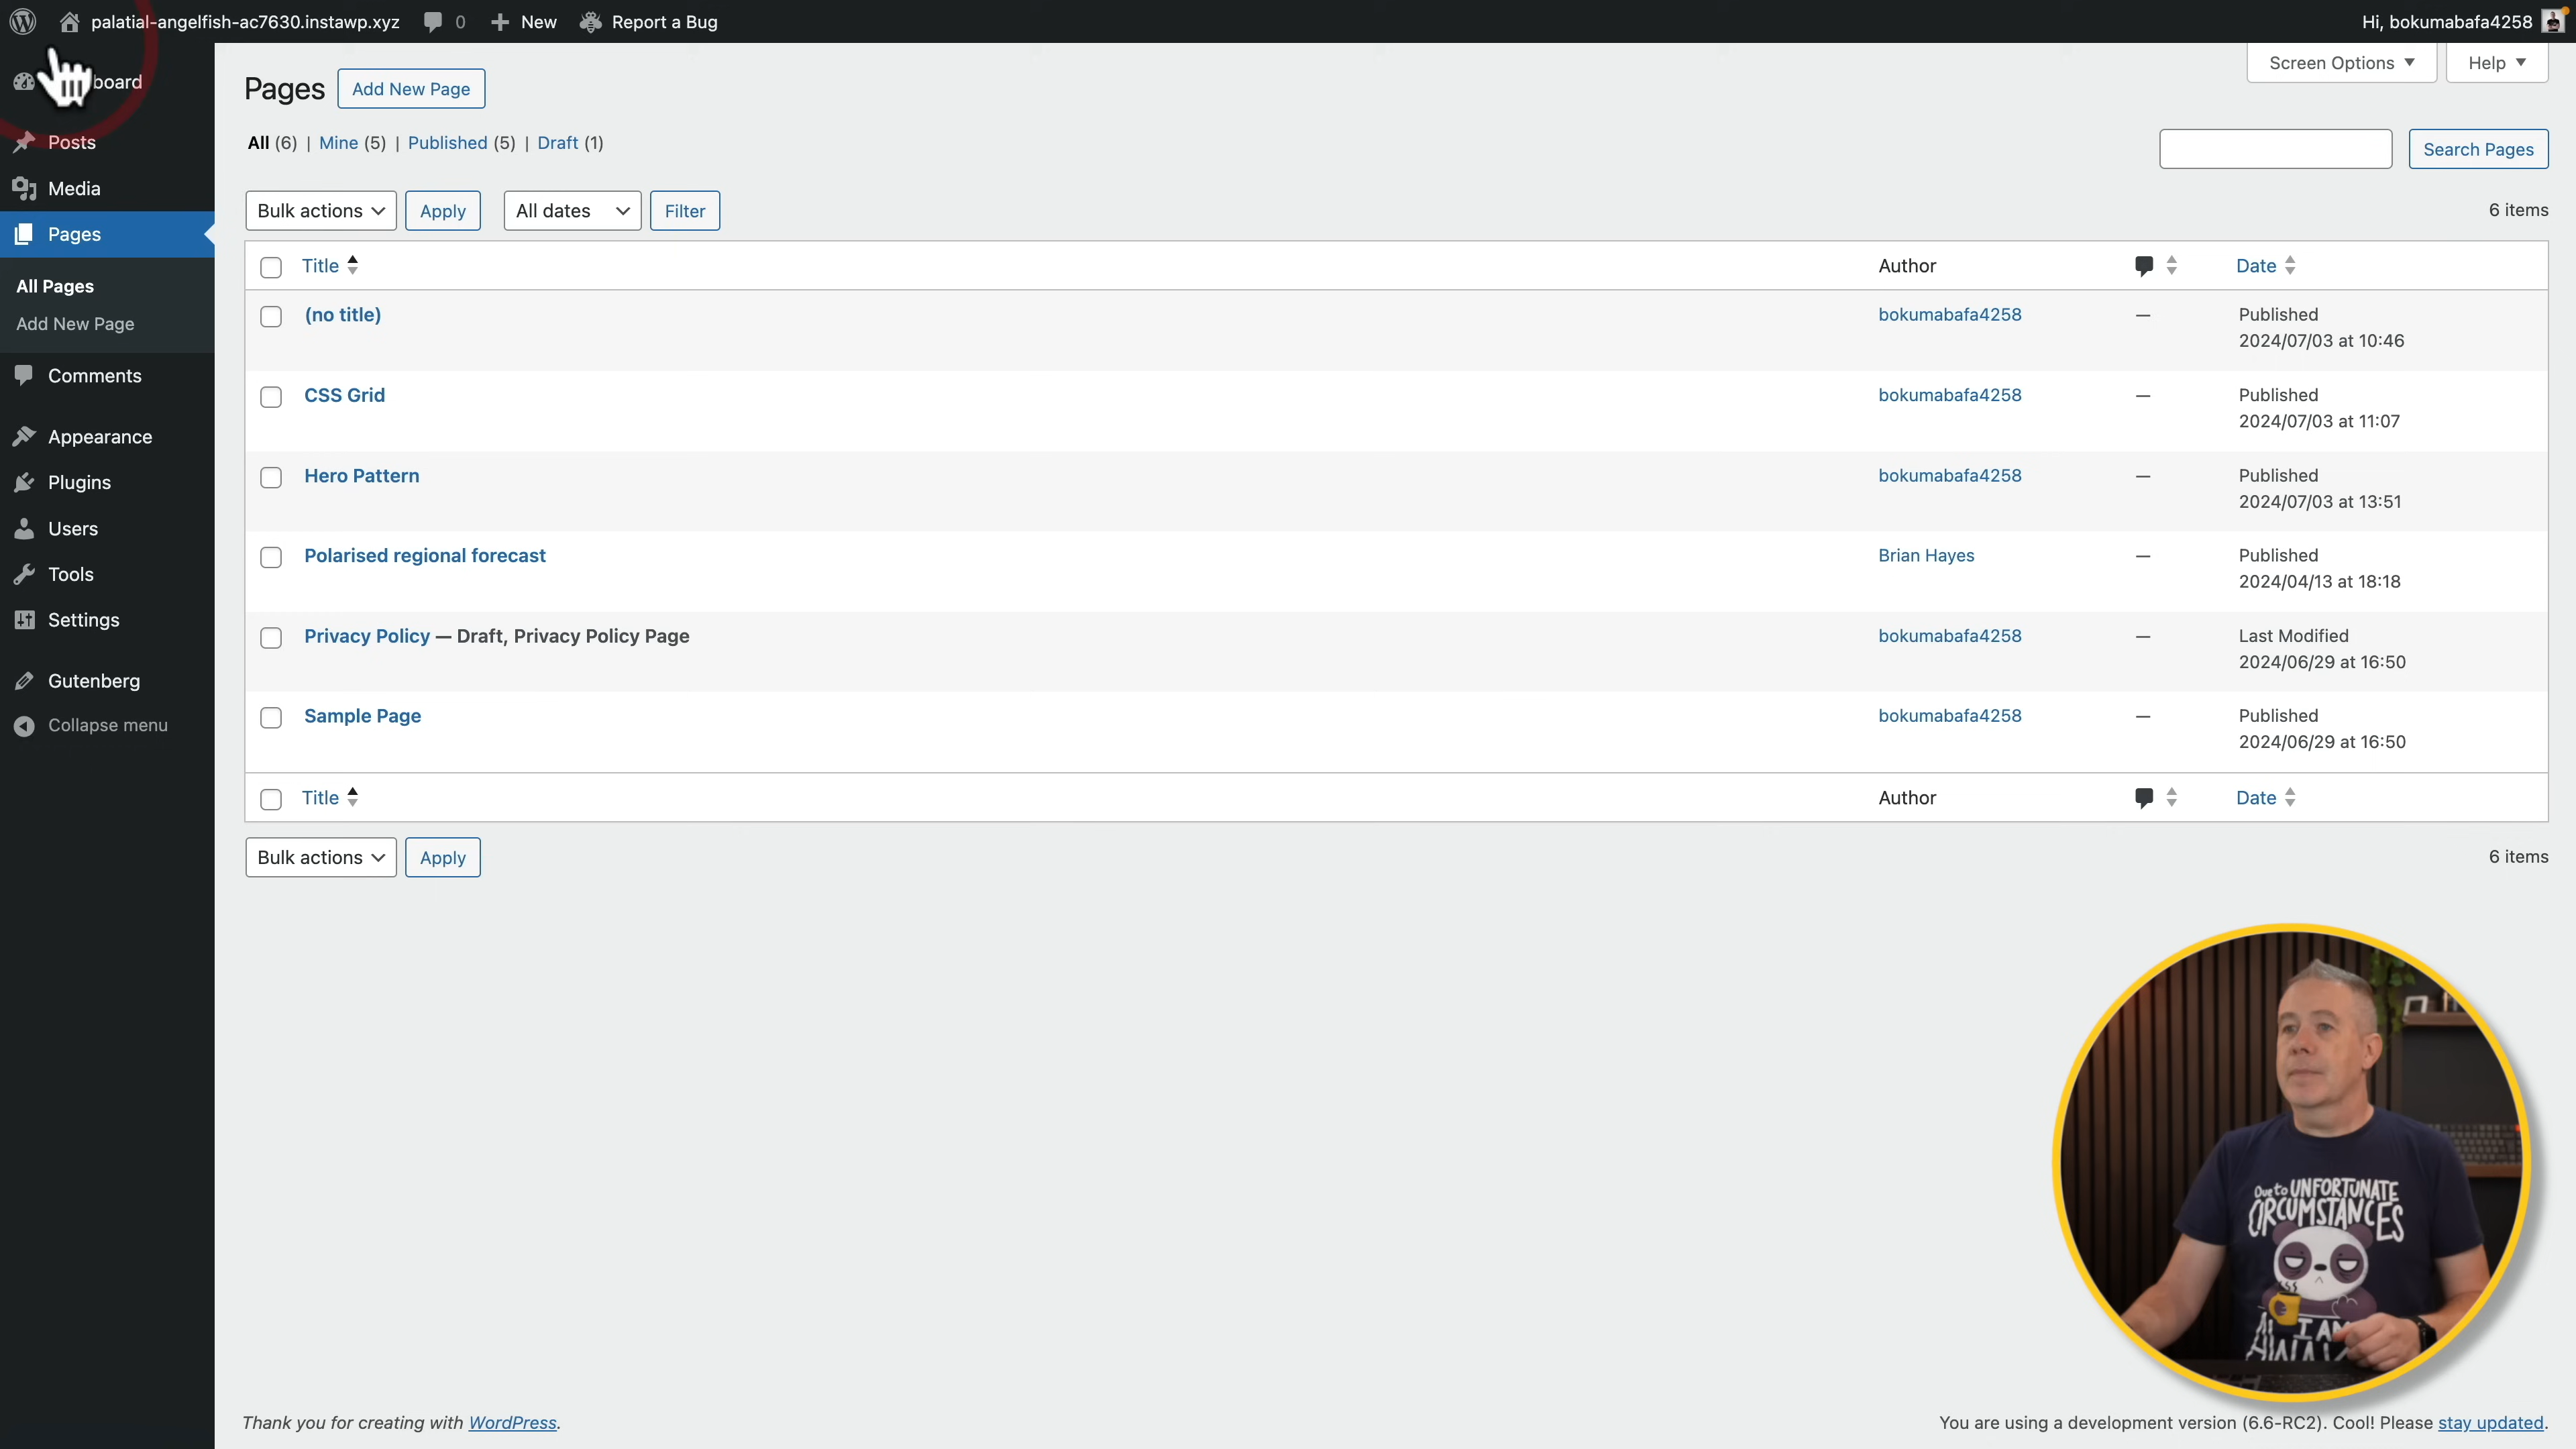 palatial-angelfish-ac7630.instawp.xyz 0 New Report a Bug Hi, bokumabafa4258
board
Posts
Media
Pages
All Pages
Add New Page
Comments
Appearance
Plugins
Users
Tools
Settings
Gutenberg
Collapse menu
Screen Options Help
Pages Add New Page
All (6) | Mine (5) | Published (5) | Draft (1)
Search Pages
Bulk actions Apply All dates Filter 6 items
Title Author Date
(no title) bokumabafa4258 — Published
2024/07/03 at 10:46
CSS Grid bokumabafa4258 — Published
2024/07/03 at 11:07
Hero Pattern bokumabafa4258 — Published
2024/07/03 at 13:51
Polarised regional forecast Brian Hayes — Published
2024/04/13 at 18:18
Privacy Policy — Draft, Privacy Policy Page bokumabafa4258 — Last Modified
2024/06/29 at 16:50
Sample Page bokumabafa4258 — Published
2024/06/29 at 16:50
Title Author Date
Bulk actions Apply 6 items
Due to UNFORTUNATE
CIRCUMSTANCES
I AM
Thank you for creating with WordPress.
You are using a development version (6.6-RC2). Cool! Please stay updated.